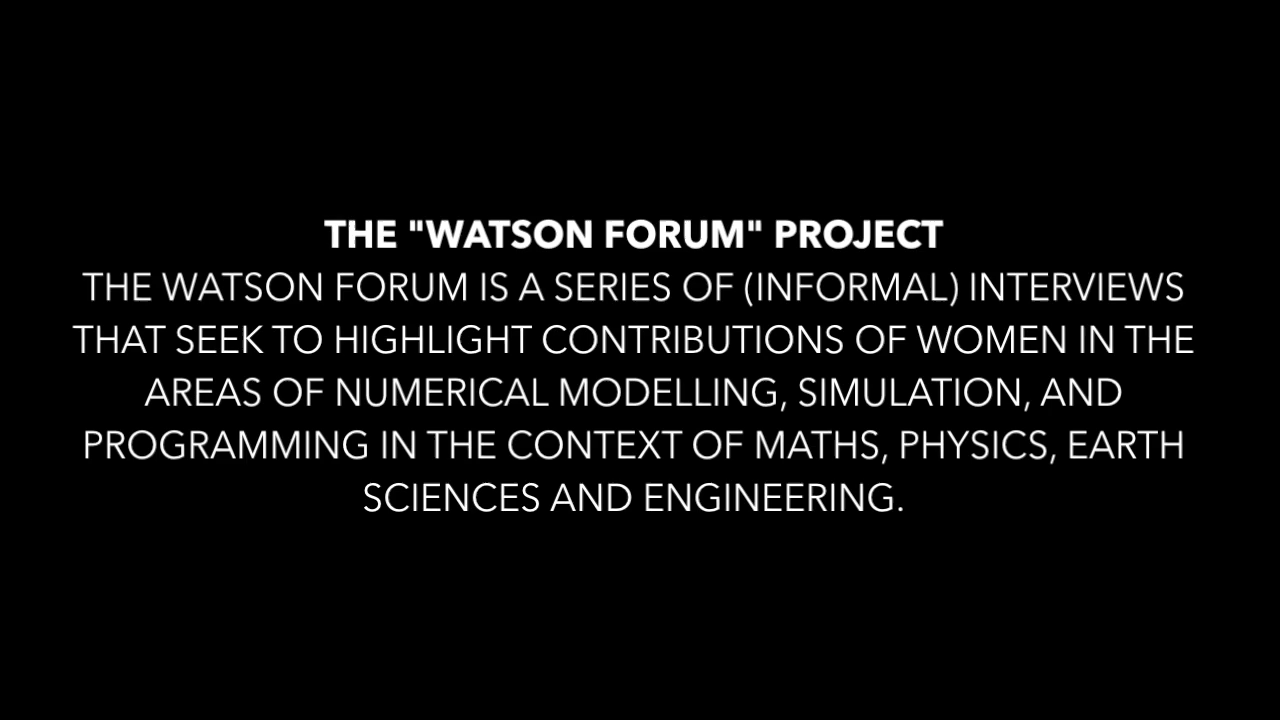 THE "WATSON FORUM" PROJECT
THE WATSON FORUM IS A SERIES OF (INFORMAL) INTERVIEWS
THAT SEEK TO HIGHLIGHT CONTRIBUTIONS OF WOMEN IN THE
AREAS OF NUMERICAL MODELLING, SIMULATION, AND
PROGRAMMING IN THE CONTEXT OF MATHS, PHYSICS, EARTH
SCIENCES AND ENGINEERING.